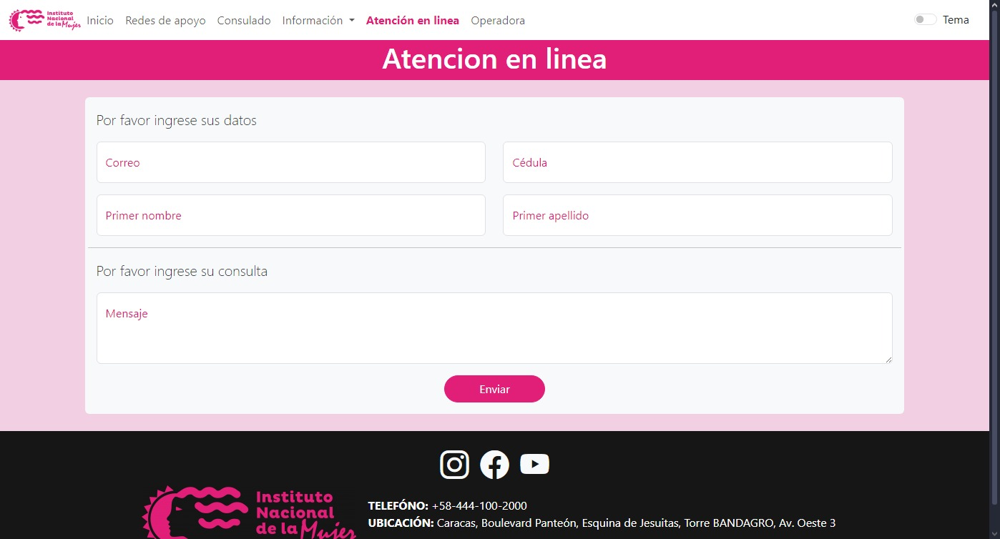 Instituto
Nacional
de la Mujer
Inicio Redes de apoyo Consulado Información Atención en linea Operadora Tema
Atencion en linea
Por favor ingrese sus datos
Correo Cédula
Primer nombre Primer apellido
Por favor ingrese su consulta
Mensaje
Enviar
Instituto
Nacional
de la Mujer
TELEFÓNO: +58-444-100-2000
UBICACIÓN: Caracas, Boulevard Panteón, Esquina de Jesuitas, Torre BANDAGRO, Av. Oeste 3